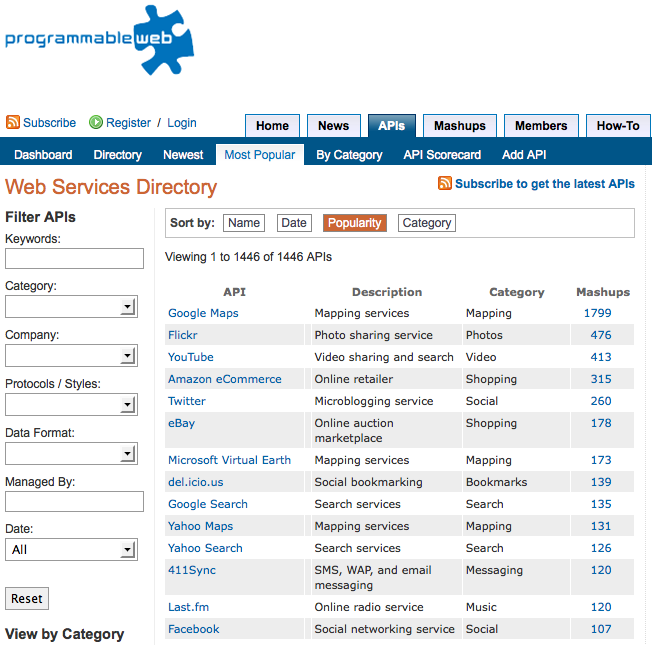 programmableweb
Subscribe Register / Login
Home News APIs Mashups Members How-To
Dashboard Directory Newest Most Popular By Category API Scorecard Add API
Web Services Directory
Subscribe to get the latest APIs
Filter APIs
Keywords:
Category:
Company:
Protocols / Styles:
Data Format:
Managed By:
Date:
All
Reset
View by Category
Sort by: Name Date Popularity Category
Viewing 1 to 1446 of 1446 APIs
API Description Category Mashups
Google Maps Mapping services Mapping 1799
Flickr Photo sharing service Photos 476
YouTube Video sharing and search Video 413
Amazon eCommerce Online retailer Shopping 315
Twitter Microblogging service Social 260
eBay Online auction Shopping 178
marketplace
Microsoft Virtual Earth Mapping services Mapping 173
del.icio.us Social bookmarking Bookmarks 139
Google Search Search services Search 135
Yahoo Maps Mapping services Mapping 131
Yahoo Search Search services Search 126
411Sync SMS, WAP, and email Messaging 120
messaging
Last.fm Online radio service Music 120
Facebook Social networking service Social 107